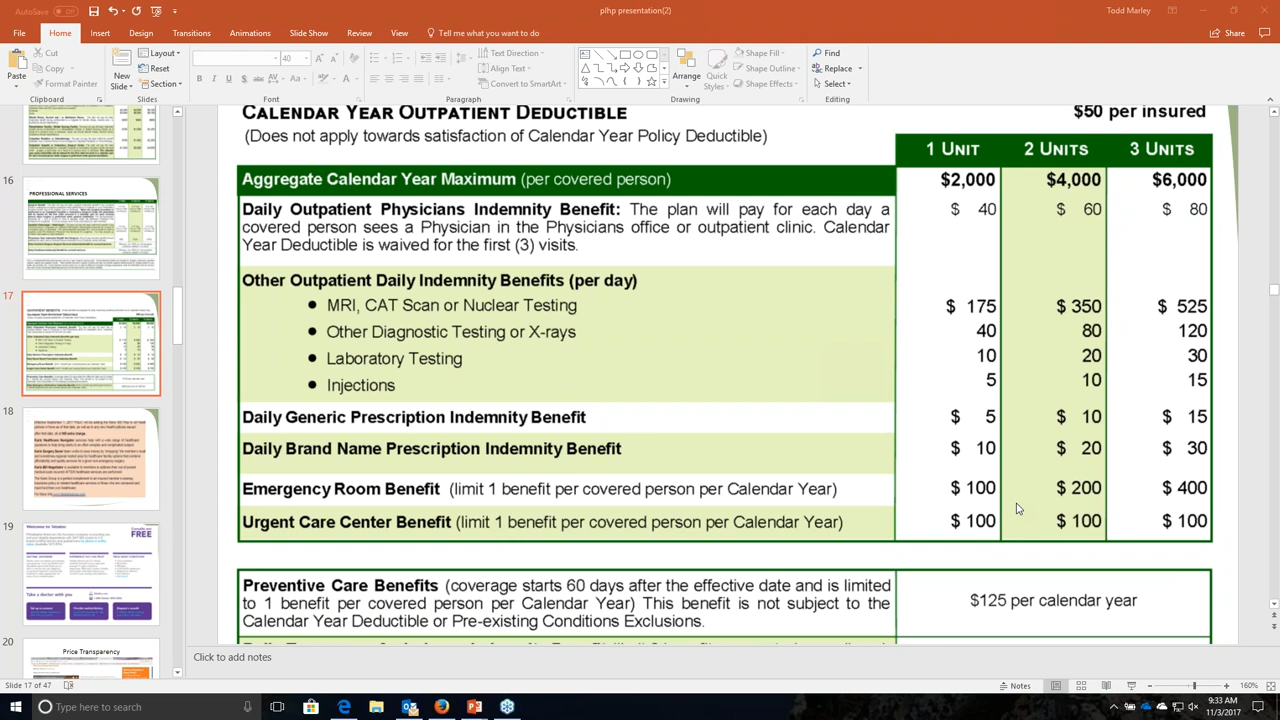 AutoSave Off
php presentation(2)
Todd Marley
File Home Insert Design Transitions Animations Slide Show Review View Tell me what you want to do Share
Paste
Cut
Copy
Format Painter
Clipboard
New Slide
Layout
Reset
Section
Slides
40
Font
Text Direction
Align Text
Convert to SmartArt
Paragraph
Arrange
Quick Styles
Shape Fill
Shape Outline
Shape Effects
Drawing
Find
Replace
Select
Editing
16
PROFESSIONAL SERVICES
17
18
19
Welcome to Teladoc
FREE
Talk to a doctor with you
20
Price Transparency
CALENDAR YEAR OUTPATIENT DEDUCTIBLE $50 per insured
(Does not apply towards satisfaction of Calendar Year Policy Deductible)
1 UNIT 2 UNITS 3 UNITS
Aggregate Calendar Year Maximum (per covered person) $2,000 $4,000 $6,000
Daily Outpatient Physicians Indemnity Benefit: The plan will pay for each day a $ 40 $ 60 $ 80
covered person sees a Physician in the Physicians office or outpatient clinic. Calendar
Year Deductible is waived for the first (3) visits.
Other Outpatient Daily Indemnity Benefits (per day)
• MRI, CAT Scan or Nuclear Testing $ 175 $ 350 $ 525
• Other Diagnostic Testing or X-rays 40 80 120
• Laboratory Testing 10 20 30
• Injections 5 10 15
Daily Generic Prescription Indemnity Benefit $ 5 $ 10 $ 15
Daily Brand Name Prescription Indemnity Benefit $ 10 $ 20 $ 30
Emergency Room Benefit (limit 1 benefit per covered person per Calendar Year) $ 100 $ 200 $ 400
Urgent Care Center Benefit (limit 1 benefit per covered person per Calendar Year) $ 100 $ 100 $ 100
Preventive Care Benefits (coverage starts 60 days after the effective date and is limited
to 1 benefit per covered person per Calendar Year) This benefit is not subject to the $125 per calendar year
Calendar Year Deductible or Pre-existing Conditions Exclusions.
Click to add notes
Slide 17 of 47
Notes
160%
Type here to search
9:33 AM
11/3/2017